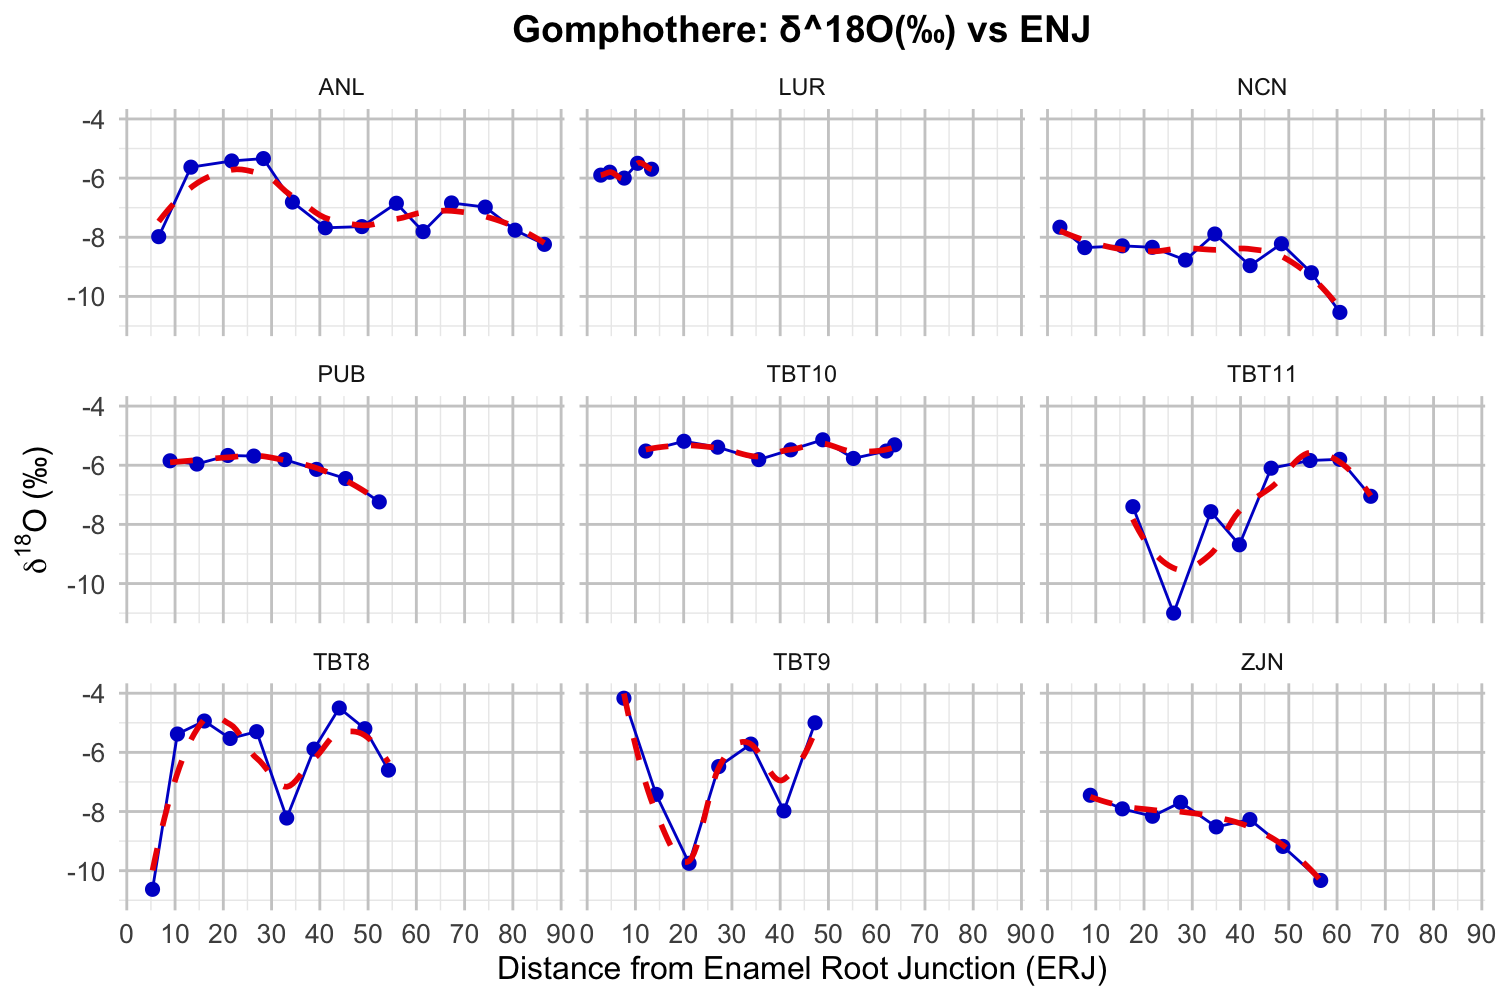 Gomphothere: δ^18O(‰) vs ENJ
ANL LUR NCN
-4
-6
-8
-10
PUB TBT10 TBT11
-4
-6
-8
-10
δ¹⁸O (‰)
TBT8 TBT9 ZJN
-4
-6
-8
-10
0 10 20 30 40 50 60 70 80 90 0 10 20 30 40 50 60 70 80 90 0 10 20 30 40 50 60 70 80 90
Distance from Enamel Root Junction (ERJ)